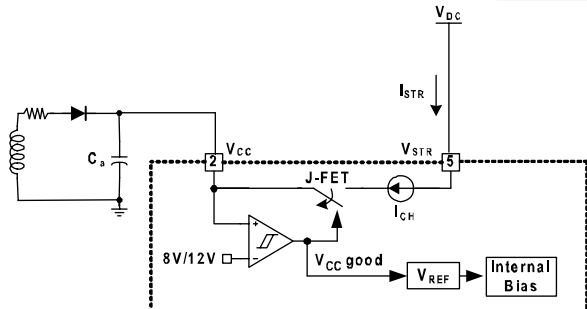 VDC
ISTR
Ca
VCC
VSTR
2
5
J-FET
ICH
8V/12V
+
−
VCC good
VREF
Internal
Bias